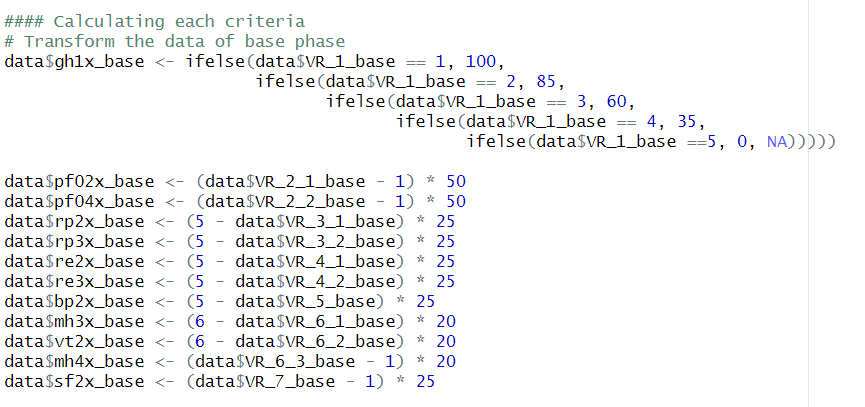 #### Calculating each criteria
# Transform the data of base phase
data$gh1x_base <- ifelse(data$VR_1_base == 1, 100,
ifelse(data$VR_1_base == 2, 85,
ifelse(data$VR_1_base == 3, 60,
ifelse(data$VR_1_base == 4, 35,
ifelse(data$VR_1_base ==5, 0, NA)))))
data$pf02x_base <- (data$VR_2_1_base - 1) * 50
data$pf04x_base <- (data$VR_2_2_base - 1) * 50
data$rp2x_base <- (5 - data$VR_3_1_base) * 25
data$rp3x_base <- (5 - data$VR_3_2_base) * 25
data$re2x_base <- (5 - data$VR_4_1_base) * 25
data$re3x_base <- (5 - data$VR_4_2_base) * 25
data$bp2x_base <- (5 - data$VR_5_base) * 25
data$mh3x_base <- (6 - data$VR_6_1_base) * 20
data$vt2x_base <- (6 - data$VR_6_2_base) * 20
data$mh4x_base <- (data$VR_6_3_base - 1) * 20
data$sf2x_base <- (data$VR_7_base - 1) * 25